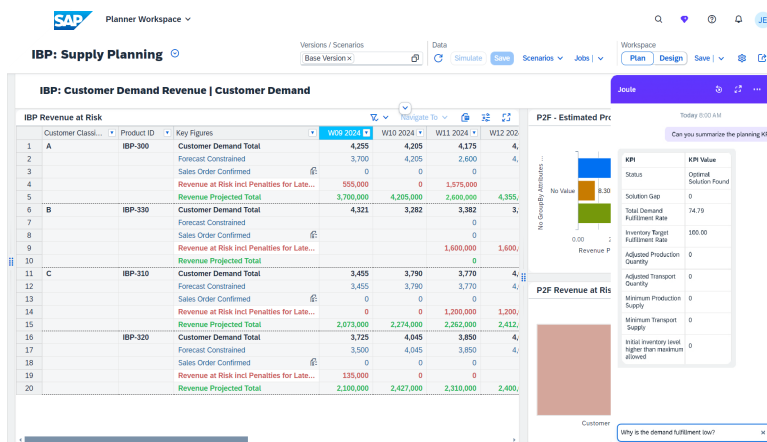 SAP
Planner Workspace
JE
IBP: Supply Planning
Versions / Scenarios
Base Version ×
Data
Simulate
Save
Scenarios
Jobs |
Workspace
Plan
Design
Save |
IBP: Customer Demand Revenue | Customer Demand
IBP Revenue at Risk
Navigate To
Customer Classi...
Product ID
Key Figures
W09 2024
W10 2024
W11 2024
W12 202
1 A IBP-300 Customer Demand Total 4,255 4,205 4,175 4,
2 Forecast Constrained 3,700 4,205 2,600 4,
3 Sales Order Confirmed 0 0 0
4 Revenue at Risk incl Penalties for Late... 555,000 0 1,575,000
5 Revenue Projected Total 3,700,000 4,205,000 2,600,000 4,355,
6 B IBP-330 Customer Demand Total 4,321 3,282 3,382 3,
7 Forecast Constrained 0
8 Sales Order Confirmed 0
9 Revenue at Risk incl Penalties for Late... 1,600,000 1,600,
10 Revenue Projected Total 0
11 C IBP-310 Customer Demand Total 3,455 3,790 3,770 4,
12 Forecast Constrained 3,455 3,790 3,770 4,
13 Sales Order Confirmed 0 0 0
14 Revenue at Risk incl Penalties for Late... 0 0 1,200,000 1,200,
15 Revenue Projected Total 2,073,000 2,274,000 2,262,000 2,412,
16 IBP-320 Customer Demand Total 3,725 4,045 3,850 4,
17 Forecast Constrained 3,500 4,045 3,850 4,
18 Sales Order Confirmed 0 0 0
19 Revenue at Risk incl Penalties for Late... 135,000 0 0
20 Revenue Projected Total 2,100,000 2,427,000 2,310,000 2,400,
P2F - Estimated Pro
No GroupBy Attributes ...
No Value
8.30
0.00
Revenue P
P2F Revenue at Ris
Customer
Joule
Today 8:00 AM
Can you summarize the planning KP
KPI KPI Value
Status Optimal
Solution Found
Solution Gap 0
Total Demand
Fulfillment Rate 74.79
Inventory Target
Fulfillment Rate 160.00
Adjusted Production
Quantity 0
Adjusted Transport
Quantity 0
Minimum Production
Supply 0
Minimum Transport
Supply 0
Initial inventory level
higher than maximum
allowed 0
Why is the demand fulfillment low? ×